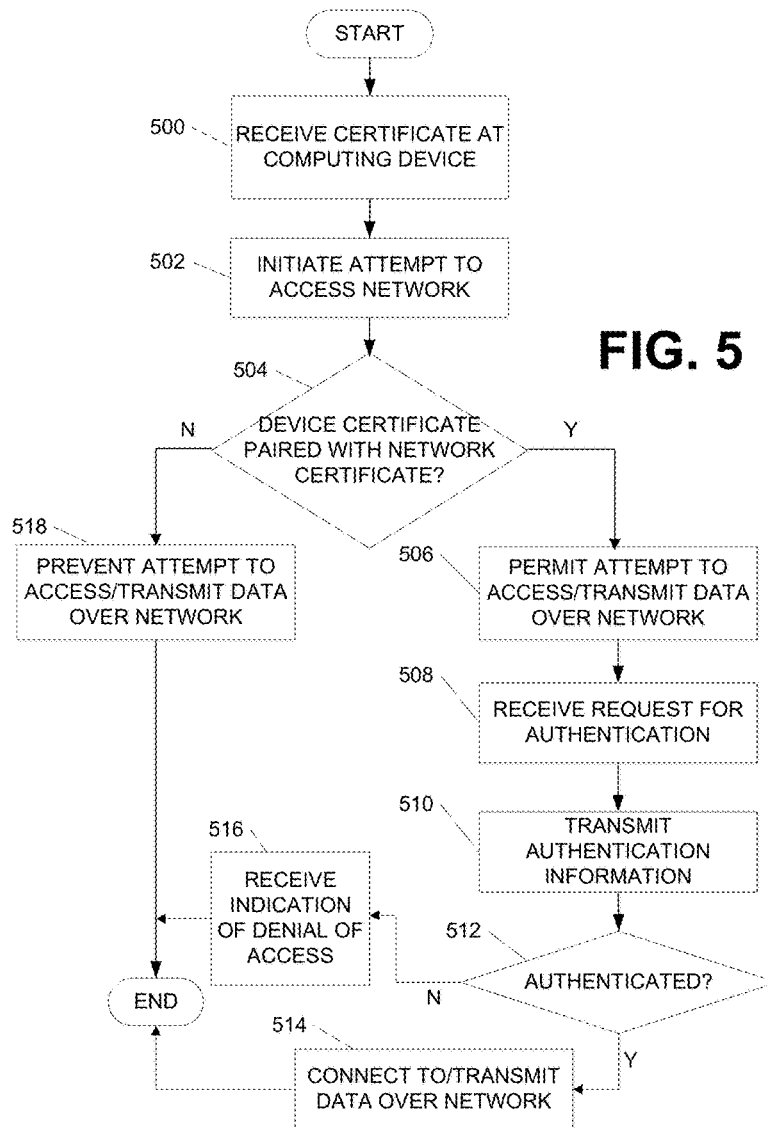 START
500
RECEIVE CERTIFICATE AT
COMPUTING DEVICE
502
INITIATE ATTEMPT TO
ACCESS NETWORK
FIG. 5
504
DEVICE CERTIFICATE
PAIRED WITH NETWORK
CERTIFICATE?
N
Y
518
PREVENT ATTEMPT TO
ACCESS/TRANSMIT DATA
OVER NETWORK
506
PERMIT ATTEMPT TO
ACCESS/TRANSMIT DATA
OVER NETWORK
508
RECEIVE REQUEST FOR
AUTHENTICATION
510
TRANSMIT
AUTHENTICATION
INFORMATION
516
RECEIVE
INDICATION
OF DENIAL OF
ACCESS
512
AUTHENTICATED?
N
Y
END
514
CONNECT TO/TRANSMIT
DATA OVER NETWORK